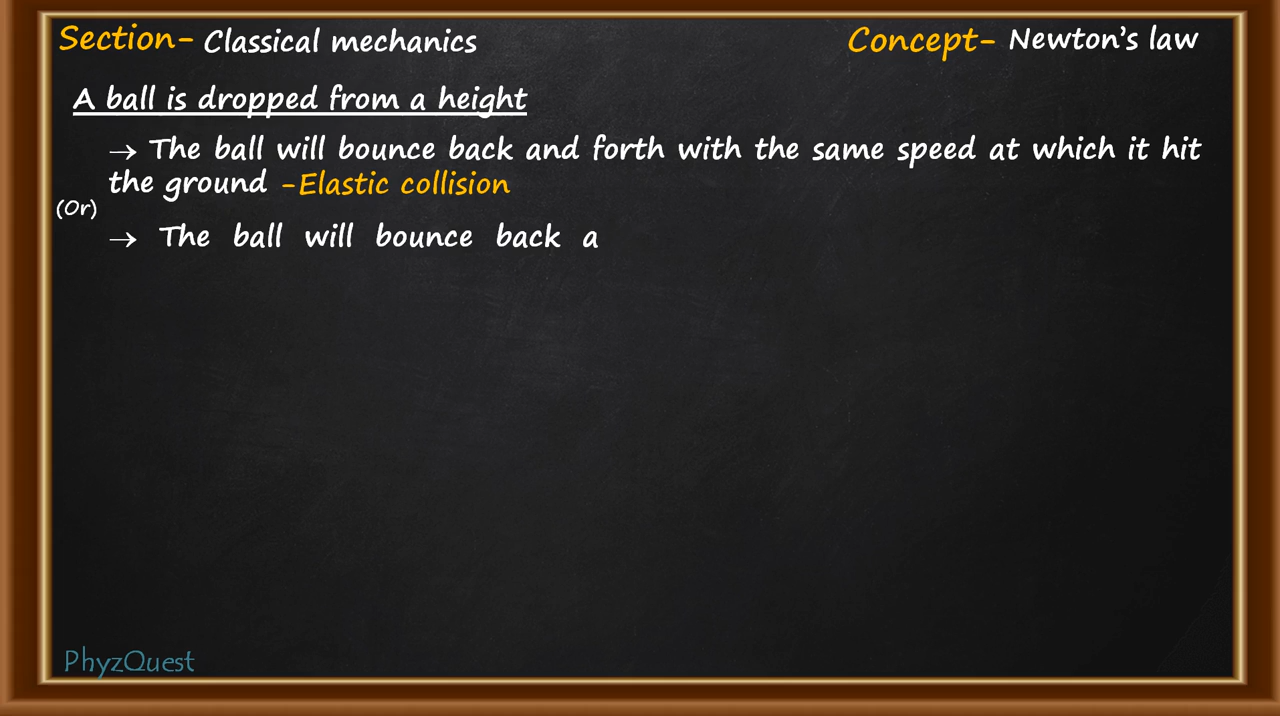 Section- Classical mechanics
Concept- Newton's law
A ball is dropped from a height
→ The ball will bounce back and forth with the same speed at which it hit
the ground -Elastic collision
(Or)
→ The ball will bounce back a
PhyzQuest